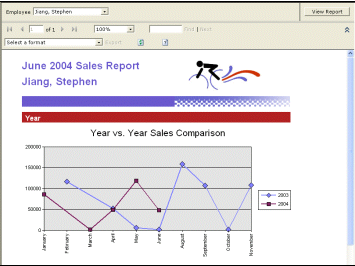 Employee Jiang, Stephen View Report
1 of 1 100% Find | Next
Select a format Export
June 2004 Sales Report
Jiang, Stephen
Year
Year vs. Year Sales Comparison
200000
150000
100000
50000
0
2003
2004
January
February
March
April
May
June
August
September
October
November